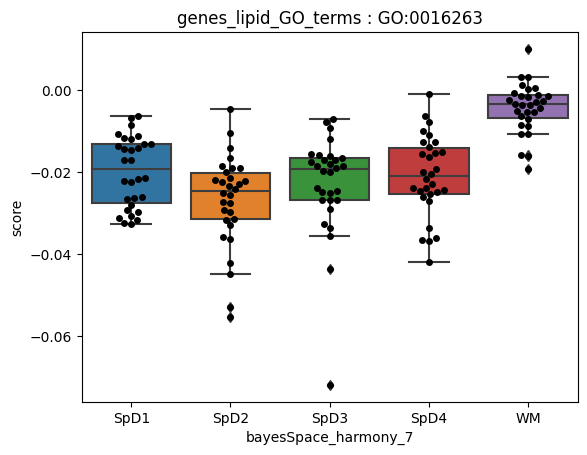 genes_lipid_GO_terms : GO:0016263
0.00
−0.02
−0.04
−0.06
score
SpD1 SpD2 SpD3 SpD4 WM
bayesSpace_harmony_7